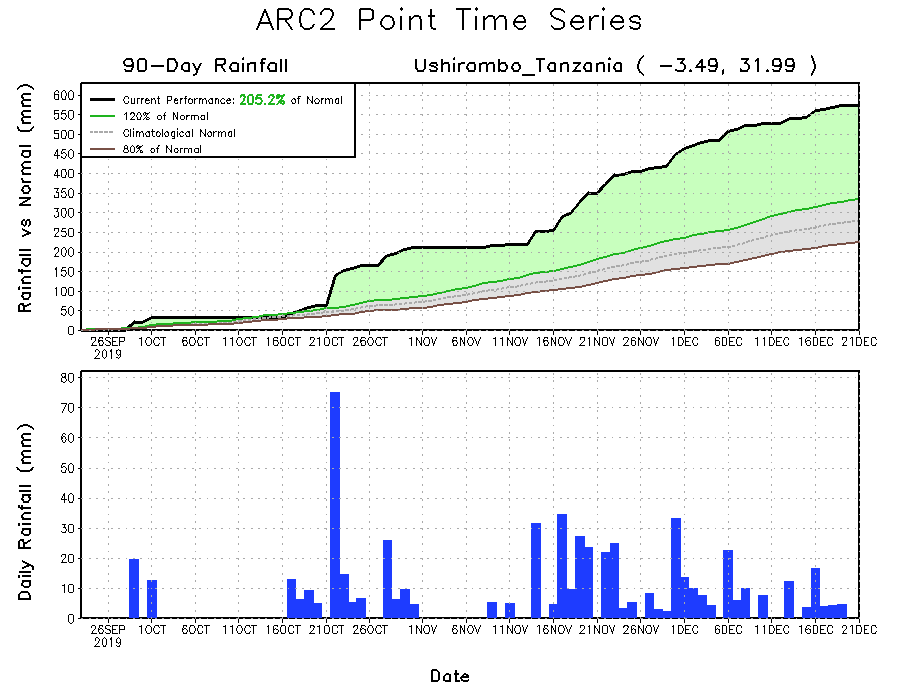 ARC2 Point Time Series
90-Day Rainfall
Ushirambo_Tanzania ( -3.49, 31.99 )
Rainfall vs Normal (mm)
600
550
500
450
400
350
300
250
200
150
100
50
0
Current Performance: 205.2% of Normal
120% of Normal
Climatological Normal
80% of Normal
26SEP 1OCT 6OCT 11OCT 16OCT 21OCT 26OCT 1NOV 6NOV 11NOV 16NOV 21NOV 26NOV 1DEC 6DEC 11DEC 16DEC 21DEC
2019
Daily Rainfall (mm)
80
70
60
50
40
30
20
10
0
26SEP 1OCT 6OCT 11OCT 16OCT 21OCT 26OCT 1NOV 6NOV 11NOV 16NOV 21NOV 26NOV 1DEC 6DEC 11DEC 16DEC 21DEC
2019
Date